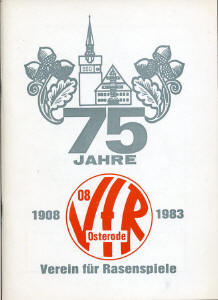 75
JAHRE
1908 08 VfR 1983
Osterode
Verein für Rasenspiele